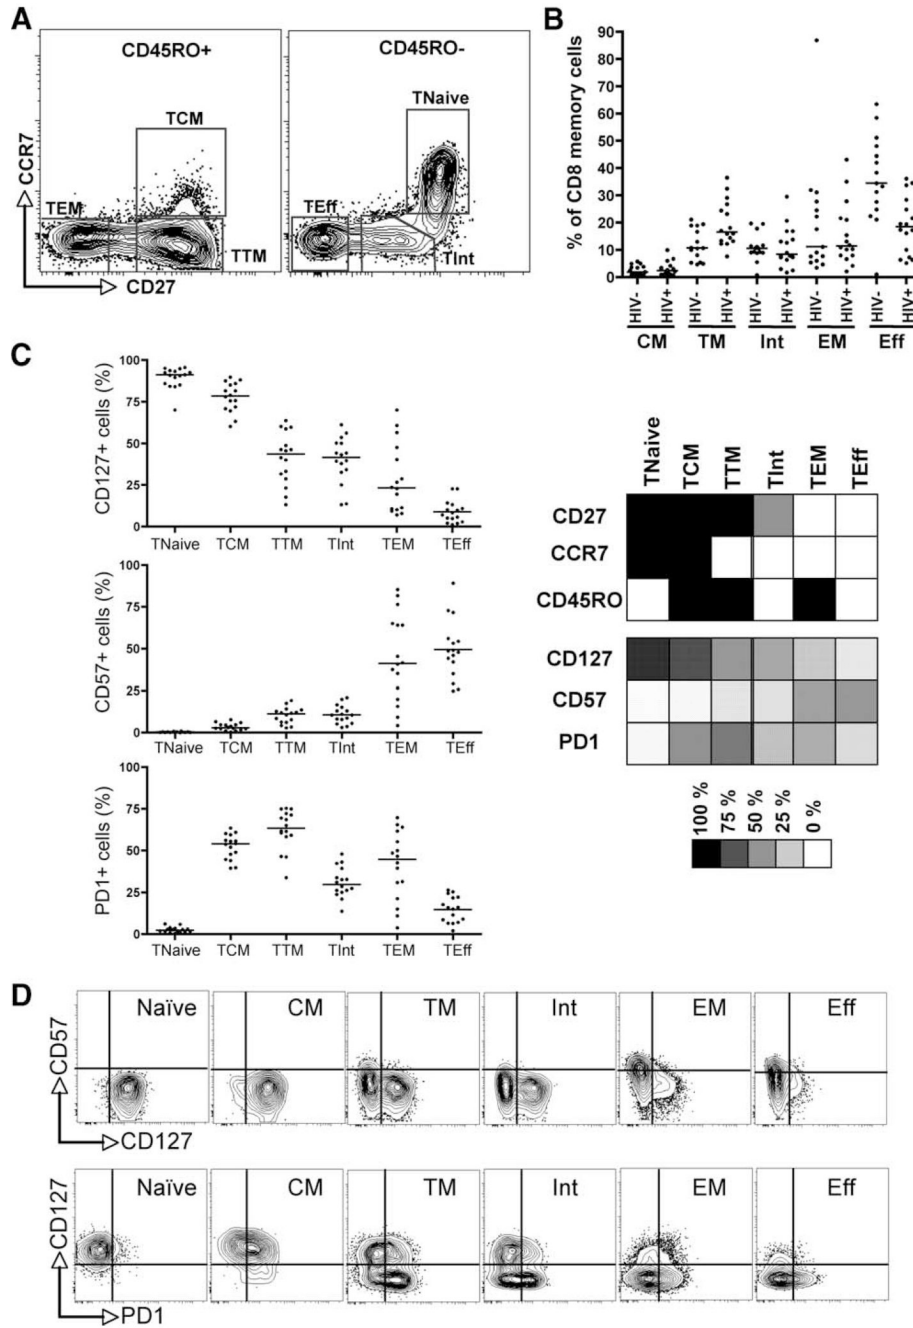 A
CD45RO+
CD45RO-
TNaive
TCM
CCR7
TEM
TEff
TTM
TInt
CD27
B
90
80
70
60
50
40
30
20
10
0
% of CD8 memory cells
HIV- HIV+ HIV- HIV+ HIV- HIV+ HIV- HIV+ HIV- HIV+
CM TM Int EM Eff
C
100
75
50
25
0
CD127+ cells (%)
TNaive TCM TTM TInt TEM TEff
100
75
50
25
0
CD57+ cells (%)
TNaive TCM TTM TInt TEM TEff
100
75
50
25
0
PD1+ cells (%)
TNaive TCM TTM TInt TEM TEff
TNaive TCM TTM TInt TEM TEff
CD27
CCR7
CD45RO
CD127
CD57
PD1
100 % 75 % 50 % 25 % 0 %
D
Naïve CM TM Int EM Eff
CD57
CD127
Naïve CM TM Int EM Eff
CD127
PD1